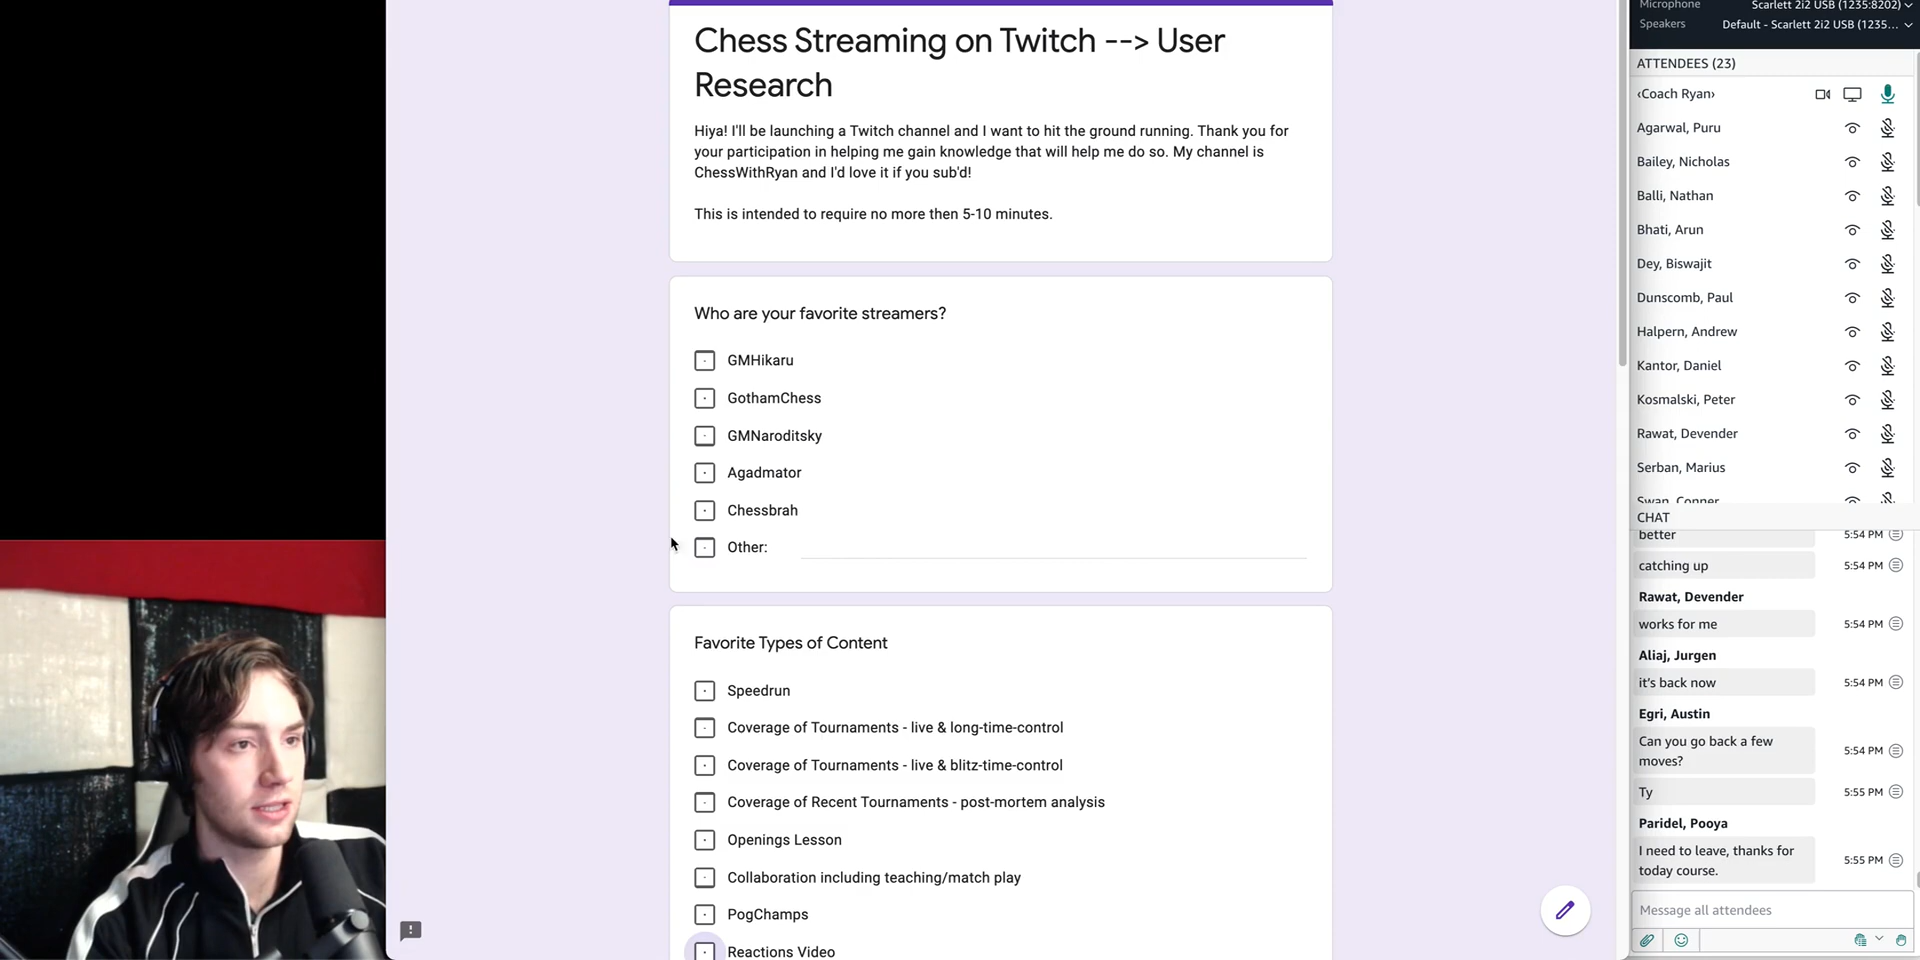 Chess Streaming on Twitch --> User
Research
Hiya! I'll be launching a Twitch channel and I want to hit the ground running. Thank you for
your participation in helping me gain knowledge that will help me do so. My channel is
ChessWithRyan and I'd love it if you sub'd!
This is intended to require no more then 5-10 minutes.
Who are your favorite streamers?
GMHikaru
GothamChess
GMNaroditsky
Agadmator
Chessbrah
Other:
Favorite Types of Content
Speedrun
Coverage of Tournaments - live & long-time-control
Coverage of Tournaments - live & blitz-time-control
Coverage of Recent Tournaments - post-mortem analysis
Openings Lesson
Collaboration including teaching/match play
PogChamps
Reactions Video
Microphone Scarlett 2i2 USB (1235:8202)
Speakers Default - Scarlett 2i2 USB (1235...
ATTENDEES (23)
‹Coach Ryan›
Agarwal, Puru
Bailey, Nicholas
Balli, Nathan
Bhati, Arun
Dey, Biswajit
Dunscomb, Paul
Halpern, Andrew
Kantor, Daniel
Kosmalski, Peter
Rawat, Devender
Serban, Marius
Swan, Conner
CHAT
better 5:54 PM
catching up 5:54 PM
Rawat, Devender
works for me 5:54 PM
Aliaj, Jurgen
it's back now 5:54 PM
Egri, Austin
Can you go back a few
moves? 5:54 PM
Ty 5:55 PM
Paridel, Pooya
I need to leave, thanks for
today course. 5:55 PM
Message all attendees